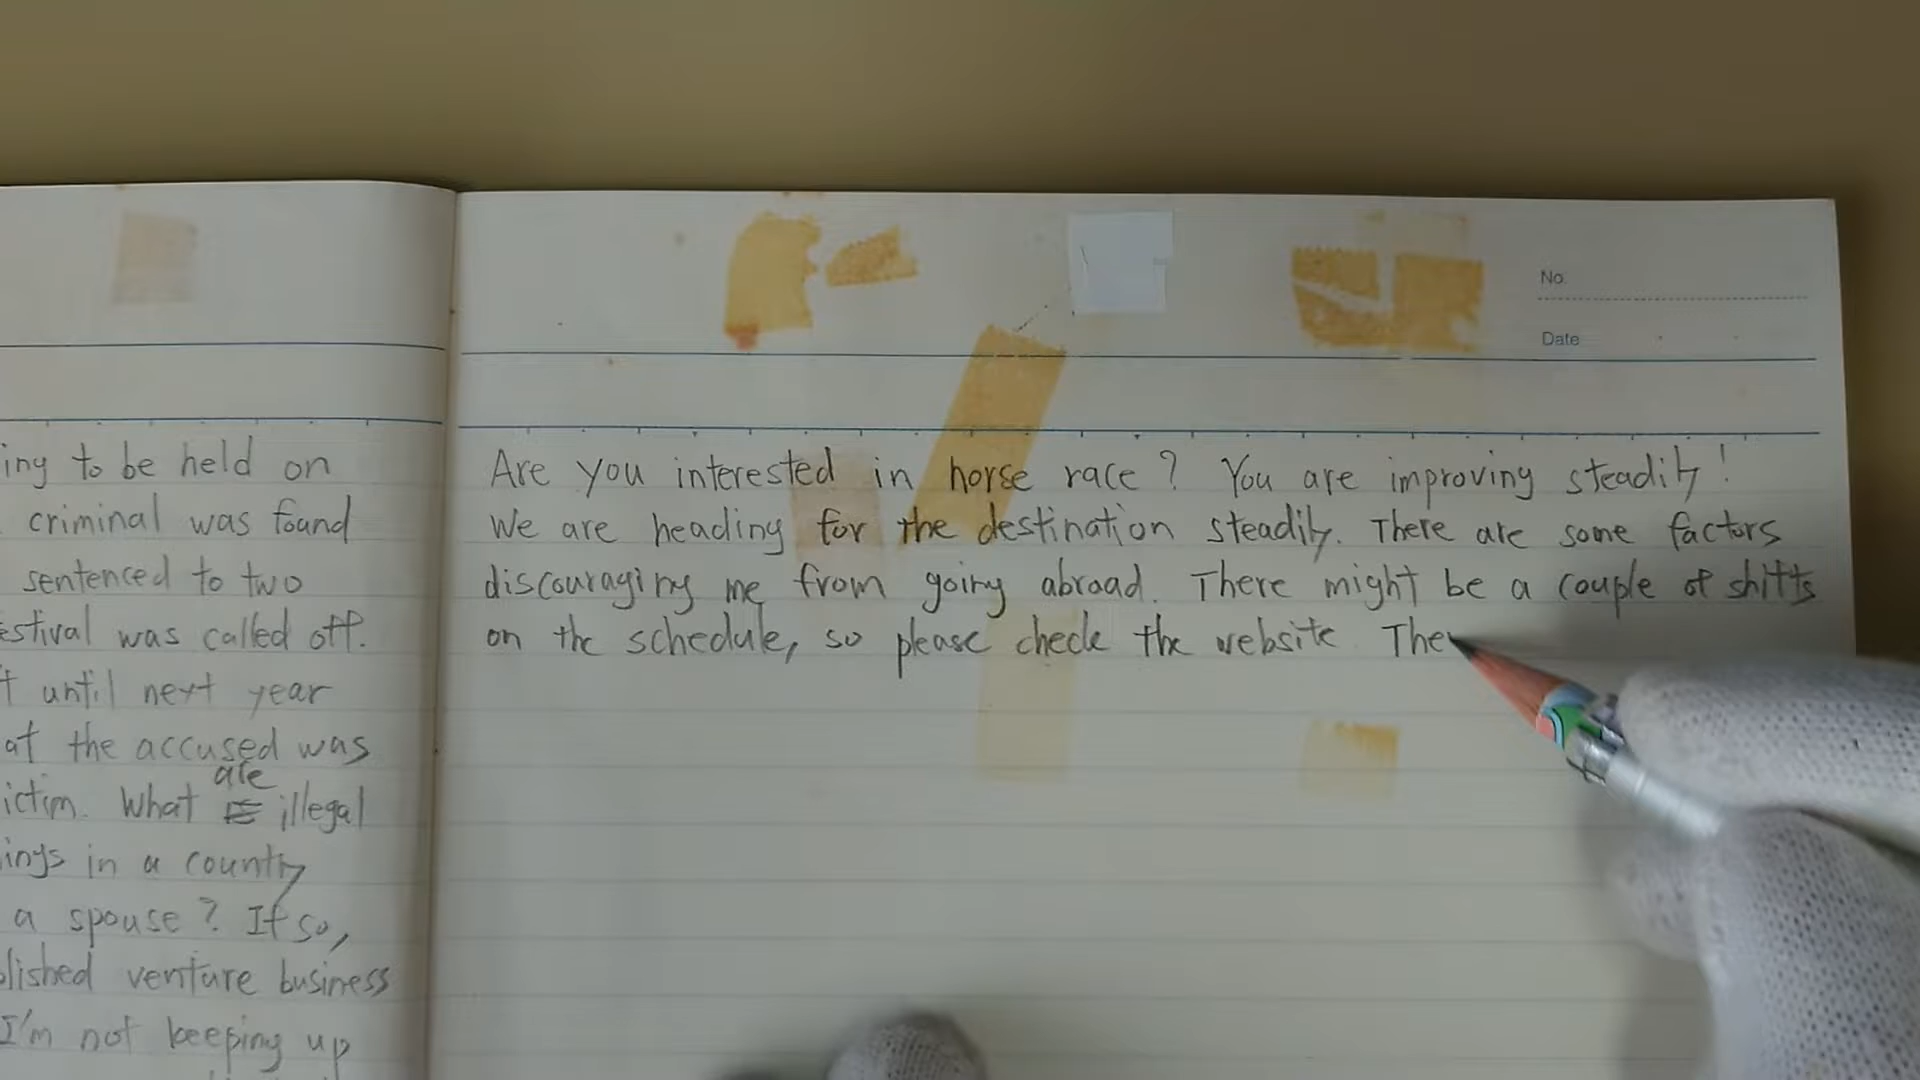 No.
Date
ing to be held on
criminal was found
sentenced to two
estival was called off.
t until next year
at the accused was
are
ictim. What illegal
ings in a country
a spouse? If so,
blished venture business
I'm not keeping up
Are you interested in horse race? You are improving steadily!
We are heading for the destination steadily. There are some factors
discouraging me from going abroad. There might be a couple of shifts
on the schedule, so please check the website. The